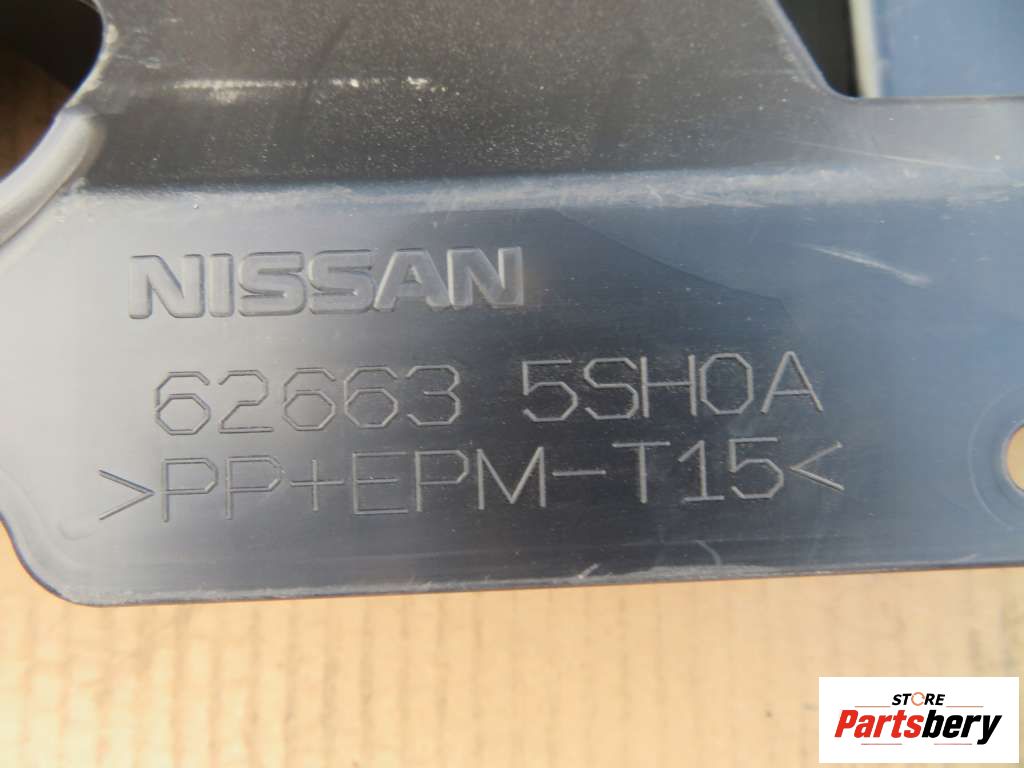 NISSAN
62663 5SH0A
>PP+EPM-T15<
STORE
Partsbery